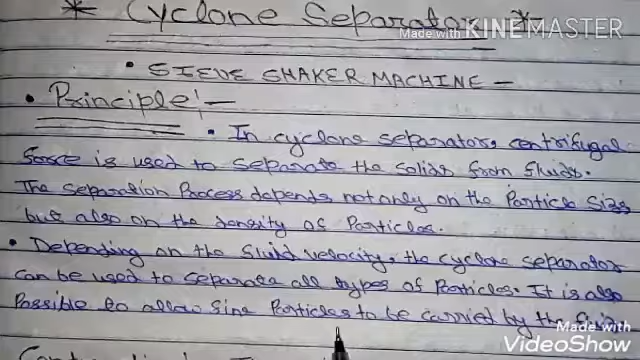 * Cyclone Separator *
Made with KINEMASTER
• SIEVE SHAKER MACHINE –
• Principle :–
• In cyclone separator, centrifugal
force is used to separate the solids from fluids.
The separation Process depends not only on the Particle Size
but also on the density of Particles.
• Depending on the fluid velocity, the cyclone separator
can be used to separate all types of Particles. It is also
Possible to allow fine Particles to be carried by the
Made with
VideoShow